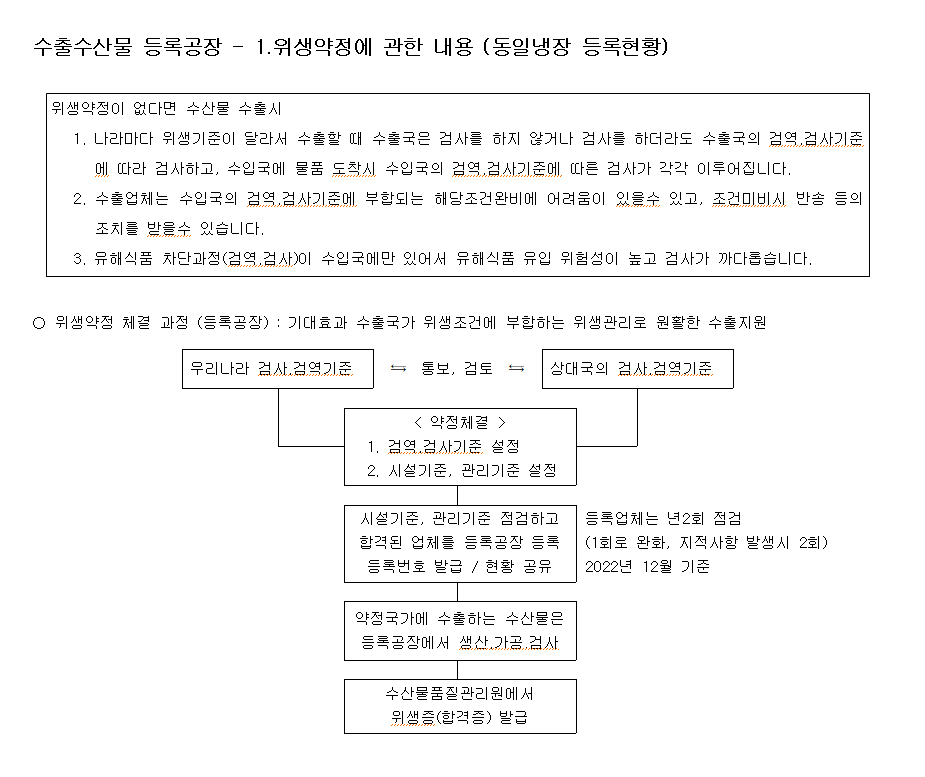 수출수산물 등록공장 - 1.위생약정에 관한 내용 (동일냉장 등록현황)
위생약정이 없다면 수산물 수출시
1. 나라마다 위생기준이 달라서 수출할 때 수출국은 검사를 하지 않거나 검사를 하더라도 수출국의 검역,검사기준
에 따라 검사하고, 수입국에 물품 도착시 수입국의 검역,검사기준에 따른 검사가 각각 이루어집니다.
2. 수출업체는 수입국의 검역,검사기준에 부합되는 해당조건완비에 어려움이 있을수 있고, 조건미비시 반송 등의
조치를 받을수 있습니다.
3. 유해식품 차단과정(검역,검사)이 수입국에만 있어서 유해식품 유입 위험성이 높고 검사가 까다롭습니다.
○ 위생약정 체결 과정 (등록공장) : 기대효과 수출국가 위생조건에 부합하는 위생관리로 원활한 수출지원
우리나라 검사,검역기준 ⇆ 통보, 검토 ⇆ 상대국의 검사,검역기준
< 약정체결 >
1. 검역,검사기준 설정
2. 시설기준, 관리기준 설정
시설기준, 관리기준 점검하고
합격된 업체를 등록공장 등록
등록번호 발급 / 현황 공유
등록업체는 년2회 점검
(1회로 완화, 지적사항 발생시 2회)
2022년 12월 기준
약정국가에 수출하는 수산물은
등록공장에서 생산,가공,검사
수산물품질관리원에서
위생증(합격증) 발급